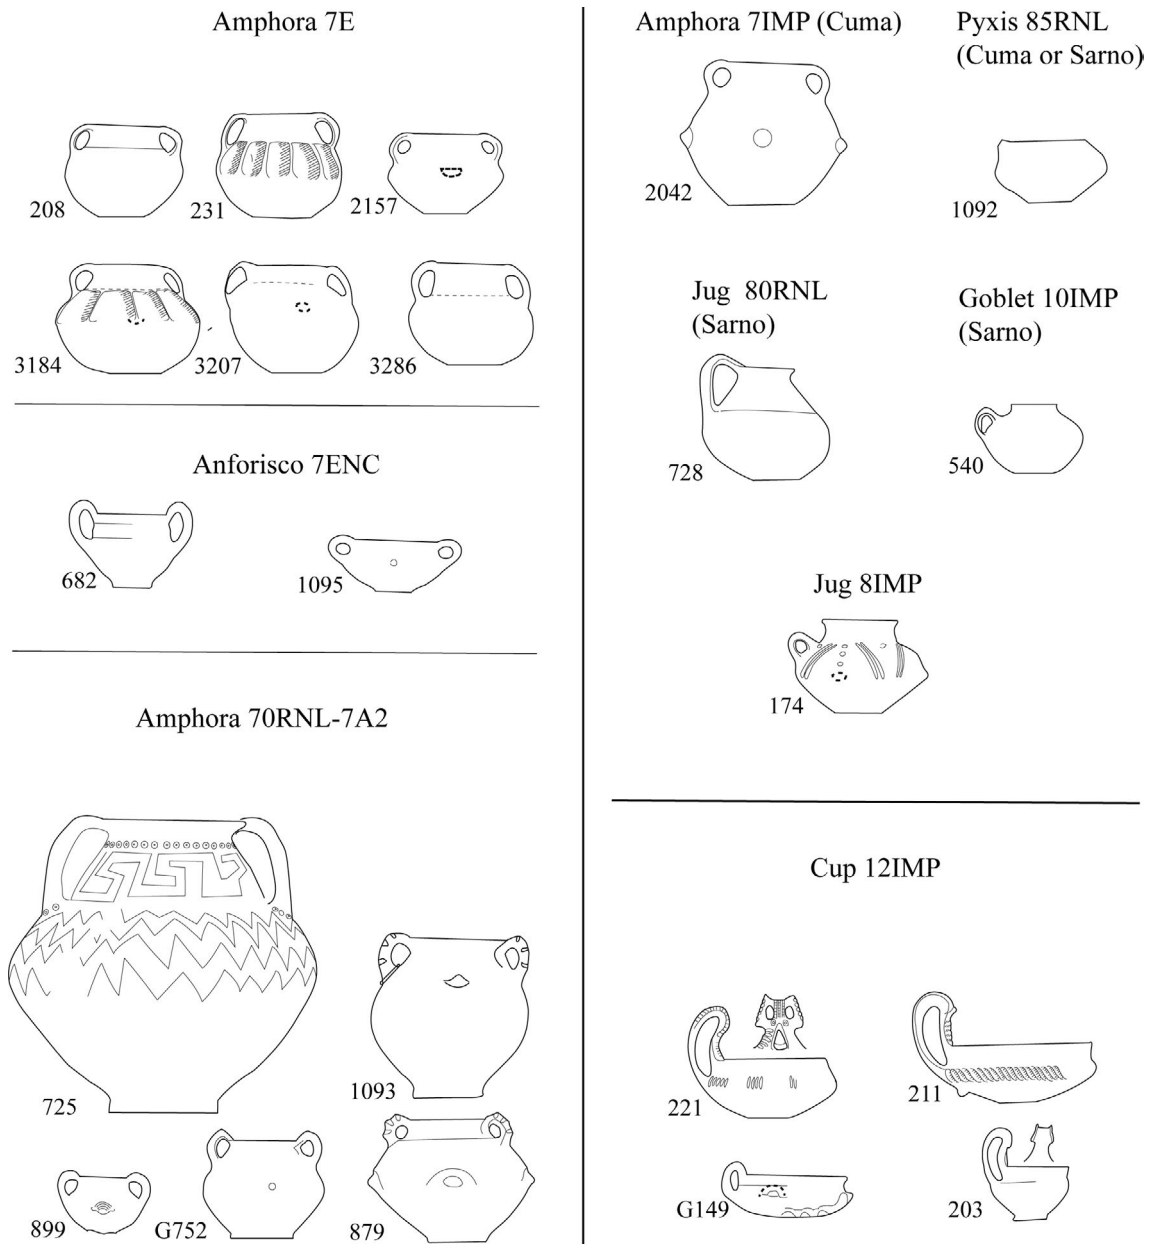 Amphora 7E
208
231
2157
3184
3207
3286
Anforisco 7ENC
682
1095
Amphora 70RNL-7A2
725
1093
899
G752
879
Amphora 7IMP (Cuma)
2042
Pyxis 85RNL
(Cuma or Sarno)
1092
Jug 80RNL
(Sarno)
728
Goblet 10IMP
(Sarno)
540
Jug 8IMP
174
Cup 12IMP
221
211
G149
203